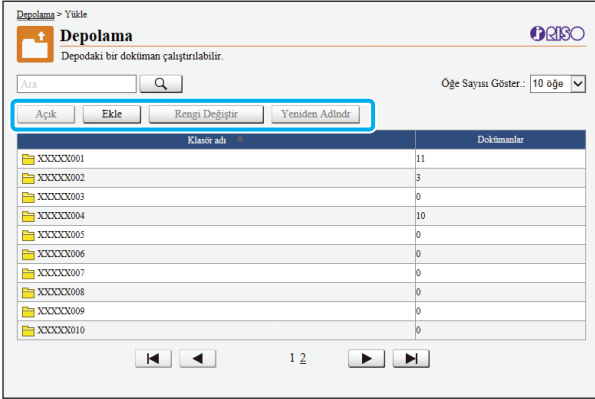 Depolama > Yükle
Depolama
RISO
Depodaki bir doküman çalıştırılabilir.
Ara
Öğe Sayısı Göster.: 10 öğe
Açık Ekle Rengi Değiştir Yeniden Adlndr
Klasör adı Dokümanlar
XXXXX001 11
XXXXX002 3
XXXXX003 0
XXXXX004 10
XXXXX005 0
XXXXX006 0
XXXXX007 0
XXXXX008 0
XXXXX009 0
XXXXX010 0
1 2